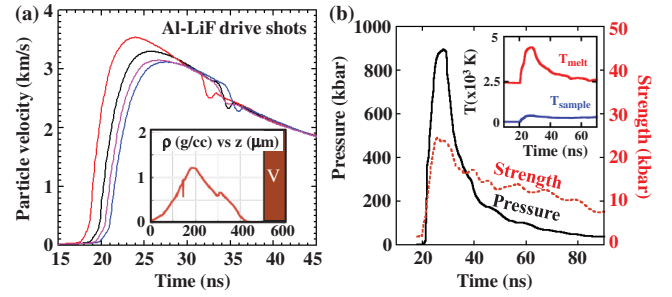 (a)
Al-LiF drive shots
Particle velocity (km/s)
4
3
2
1
0
ρ (g/cc) vs z (μm)
2
1
0
0
200
400
600
V
15
20
25
30
35
40
45
Time (ns)
(b)
Pressure (kbar)
1000
800
600
400
200
0
T(x10³ K)
5
2.5
0
T_melt
T_sample
20
40
60
Time (ns)
Strength
Pressure
20
40
60
80
Time (ns)
50
40
30
20
10
0
Strength (kbar)